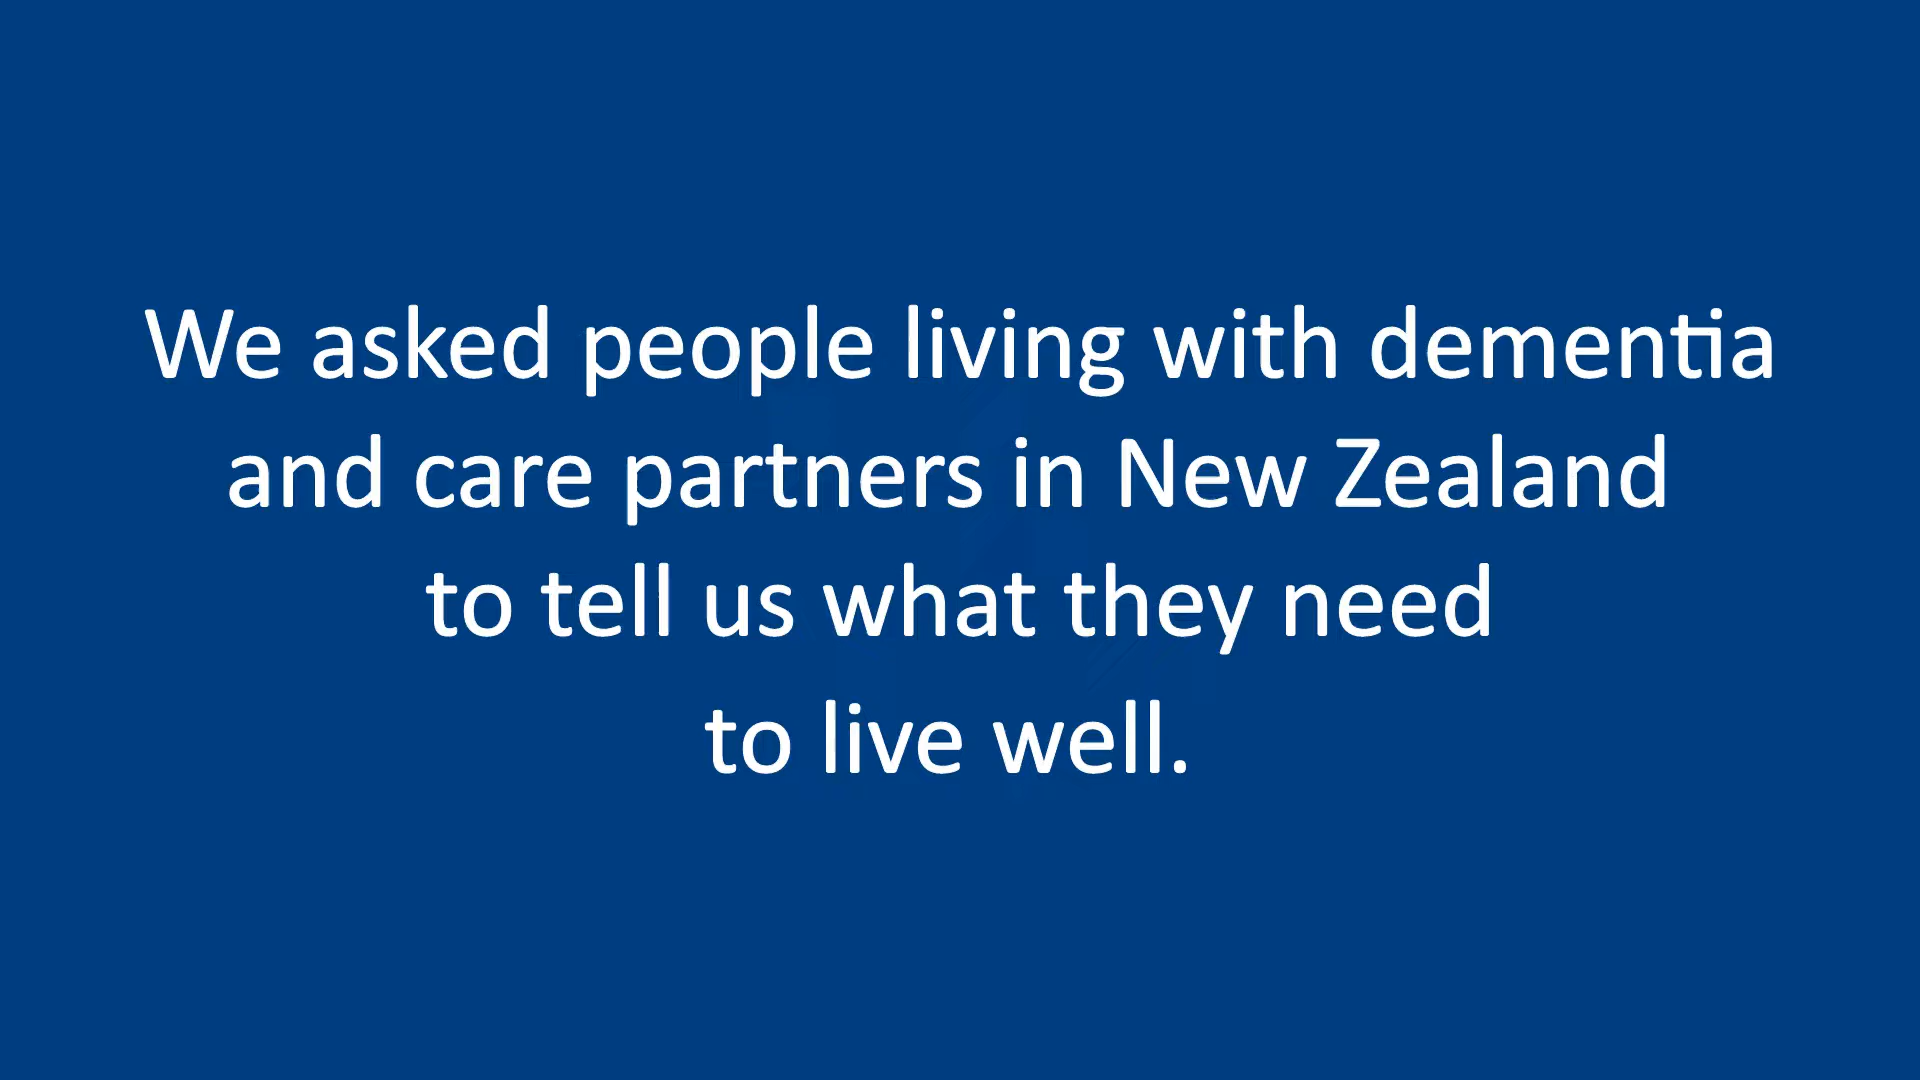 We asked people living with dementia
and care partners in New Zealand
to tell us what they need
to live well.